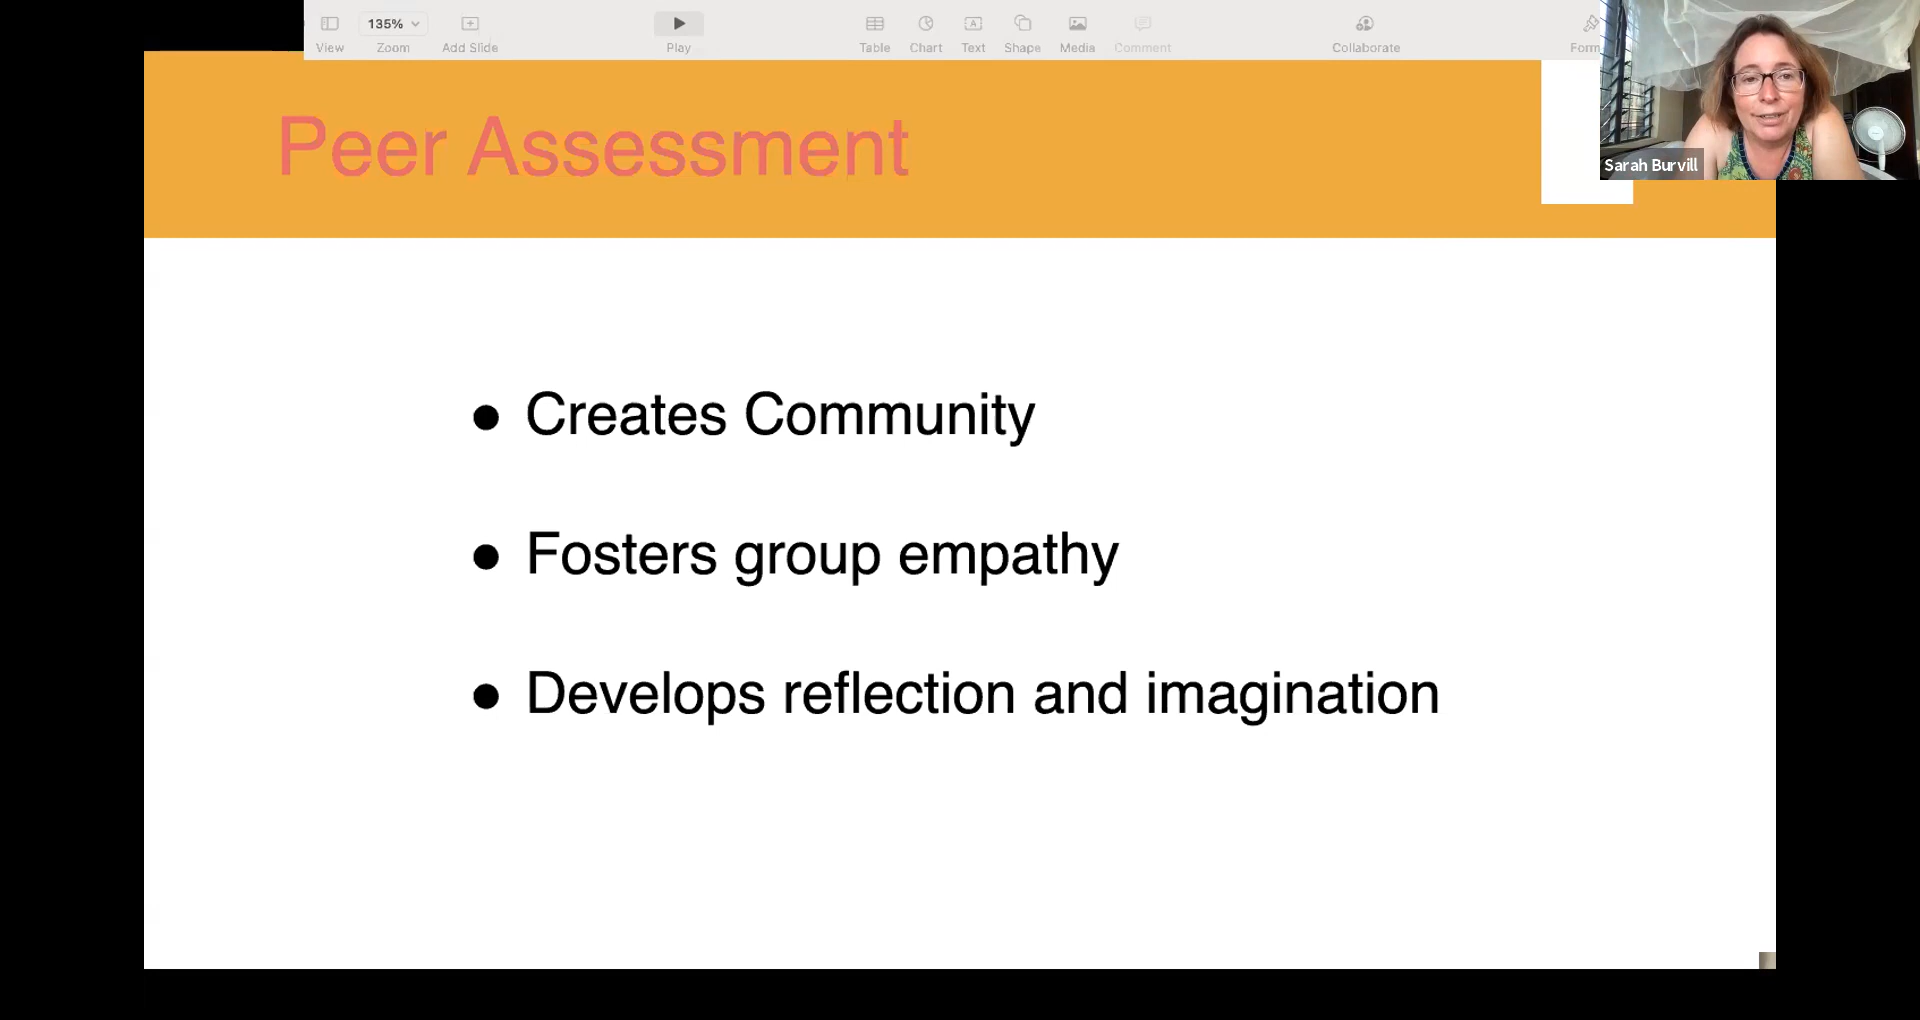 135%
View
Zoom
Add Slide
Play
Table
Chart
Text
Shape
Media
Comment
Collaborate
Form
Sarah Burvill
Peer Assessment
● Creates Community
● Fosters group empathy
● Develops reflection and imagination